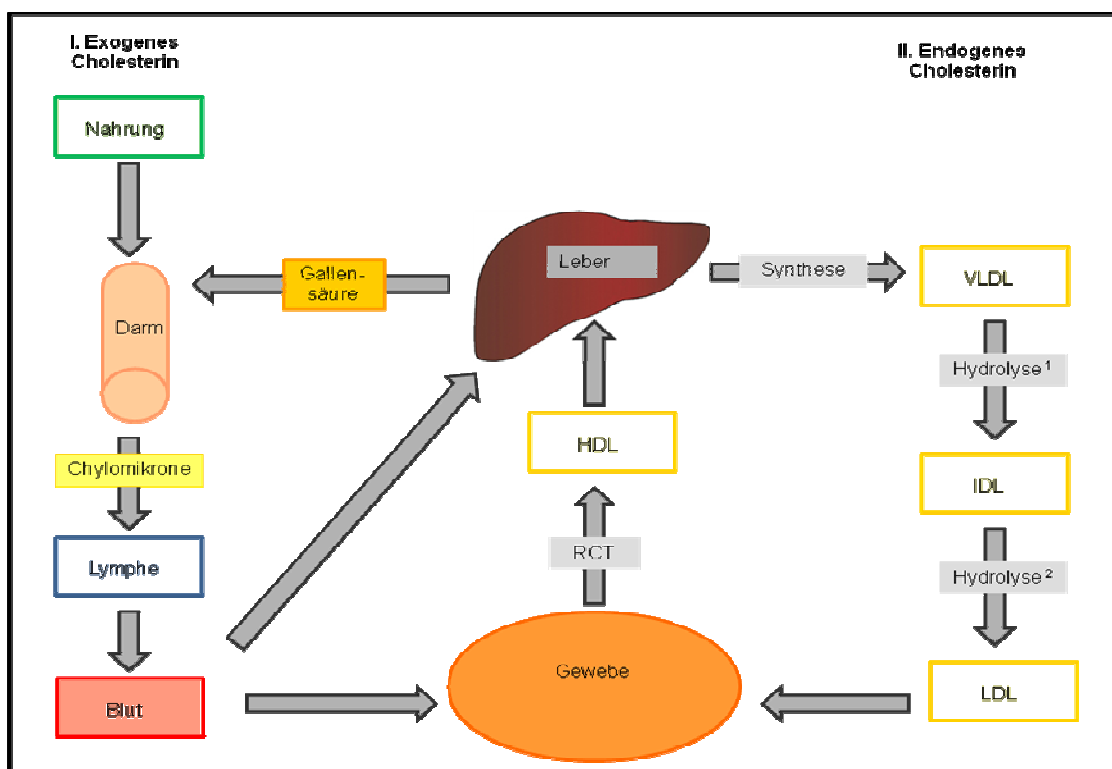 I. Exogenes
Cholesterin
II. Endogenes
Cholesterin
Nahrung
Leber
Gallen-
säure
Synthese
VLDL
Darm
Hydrolyse¹
HDL
Chylomikrone
IDL
RCT
Lymphe
Hydrolyse²
Gewebe
Blut
LDL